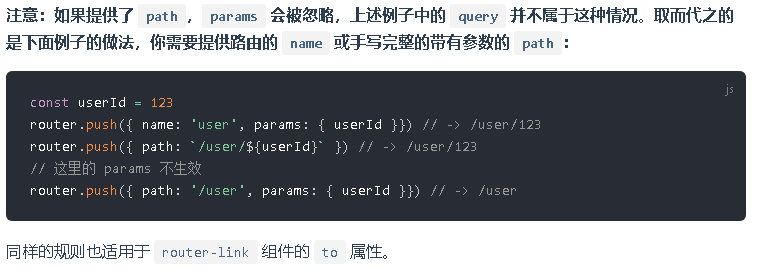 注意：如果提供了 path，params 会被忽略，上述例子中的 query 并不属于这种情况。取而代之的
是下面例子的做法，你需要提供路由的 name 或手写完整的带有参数的 path：
js
const userId = 123
router.push({ name: 'user', params: { userId }}) // -> /user/123
router.push({ path: `/user/${userId}` }) // -> /user/123
// 这里的 params 不生效
router.push({ path: '/user', params: { userId }}) // -> /user
同样的规则也适用于 router-link 组件的 to 属性。